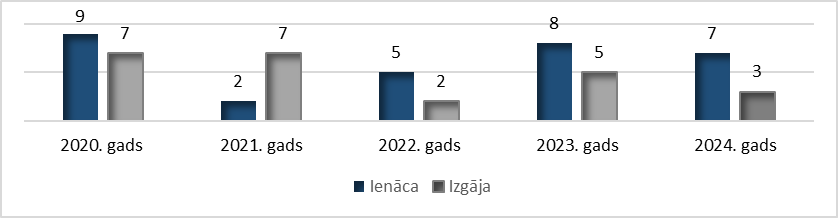 9 7 2 7 5 2 8 5 7 3
2020. gads 2021. gads 2022. gads 2023. gads 2024. gads
Ienāca Izgāja